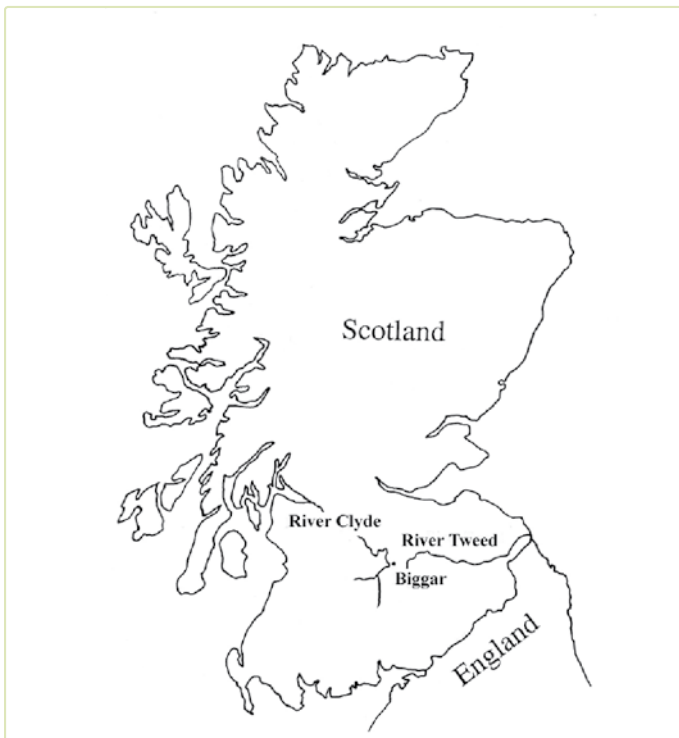 Scotland
River Clyde
River Tweed
Biggar
England